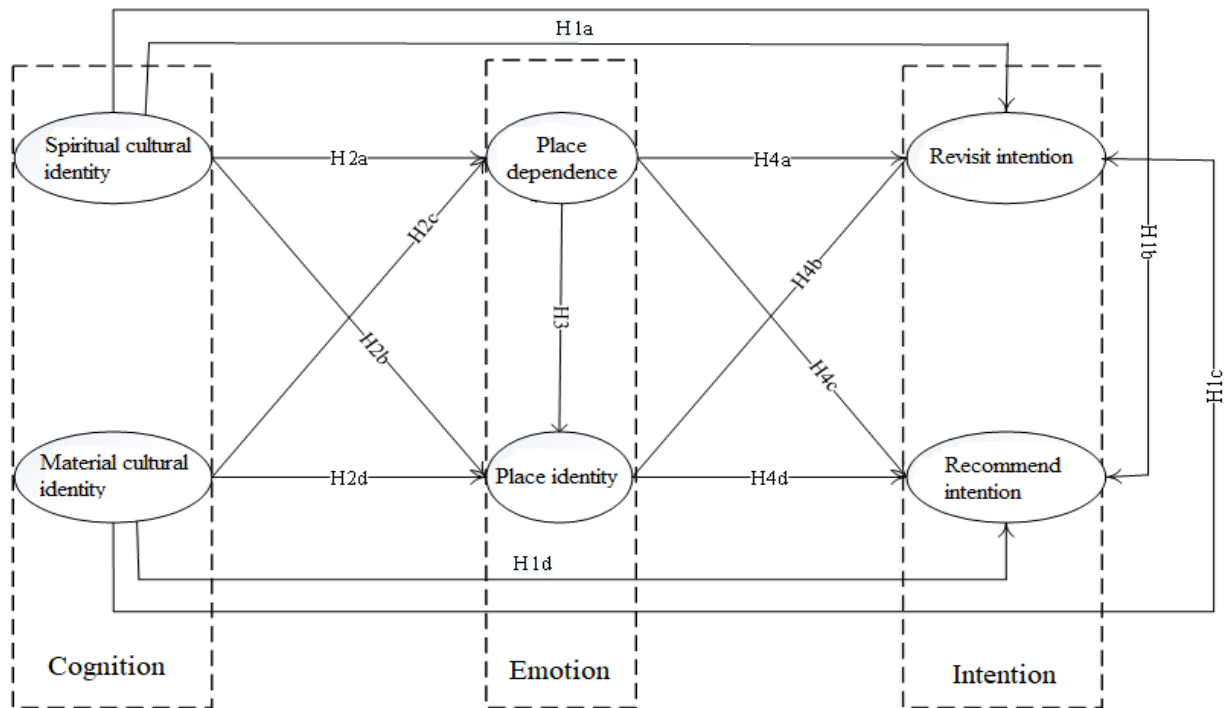 H1a
Spiritual cultural
identity
H2a
Place
dependence
H4a
Revisit intention
H2c
H4b
H1b
H3
H2b
H4c
H1c
Material cultural
identity
H2d
Place identity
H4d
Recommend
intention
H1d
Cognition
Emotion
Intention